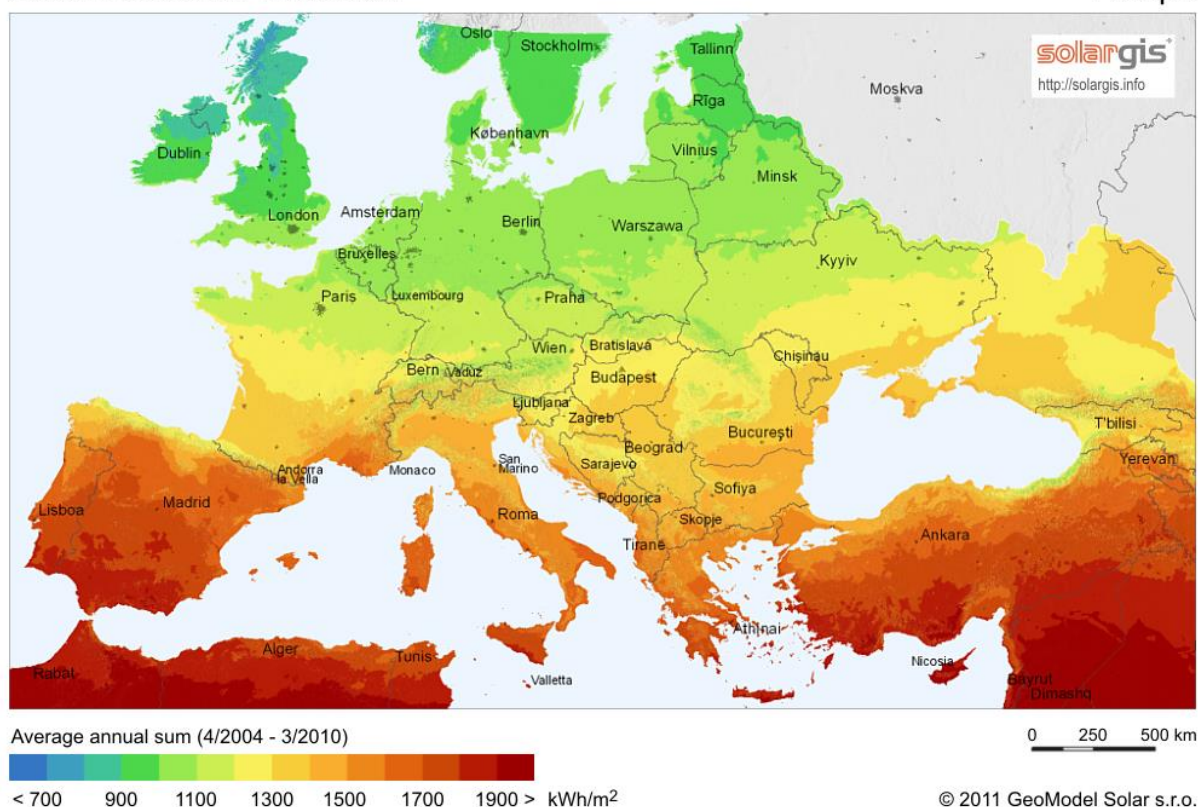 solargis
http://solargis.info
Oslo
Stockholm
Tallinn
Moskva
Rīga
København
Dublin
Vilnius
Minsk
London
Amsterdam
Berlin
Warszawa
Bruxelles
Kyyiv
Paris
Luxembourg
Praha
Wien
Bratislava
Chișinau
Bern
Vaduz
Budapest
Ljubljana
Zagreb
T'bilisi
București
Beograd
Yerevan
Andorra
la Vella
Monaco
San
Marino
Sarajevo
Madrid
Podgorica
Sofiya
Lisboa
Roma
Skopje
Ankara
Tirane
Athinai
Alger
Tunis
Nicosia
Rabat
Valletta
Bayrut
Dimashq
Average annual sum (4/2004 - 3/2010)
0 250 500 km
< 700 900 1100 1300 1500 1700 1900 > kWh/m2
© 2011 GeoModel Solar s.r.o.